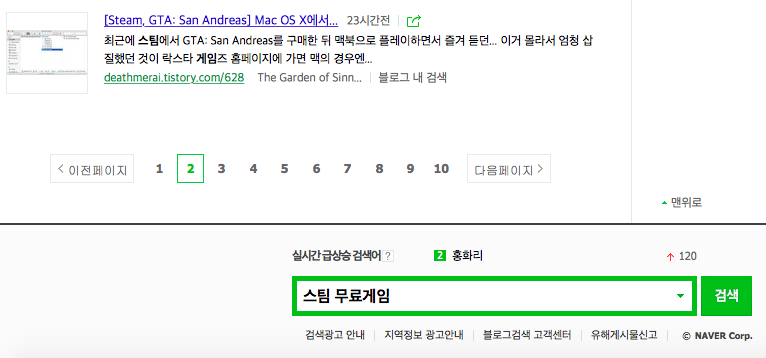 [Steam, GTA: San Andreas] Mac OS X에서... 23시간전
최근에 스팀에서 GTA: San Andreas를 구매한 뒤 맥북으로 플레이하면서 즐겨 듣던... 이거 몰라서 엄청 삽
질했던 것이 락스타 게임즈 홈페이지에 가면 맥의 경우엔...
deathmerai.tistory.com/628 The Garden of Sinn... 블로그 내 검색
이전페이지 1 2 3 4 5 6 7 8 9 10 다음페이지
맨위로
실시간 급상승 검색어 ? 2 홍화리 120
스팀 무료게임 검색
검색광고 안내 지역정보 광고안내 블로그검색 고객센터 유해게시물신고 © NAVER Corp.